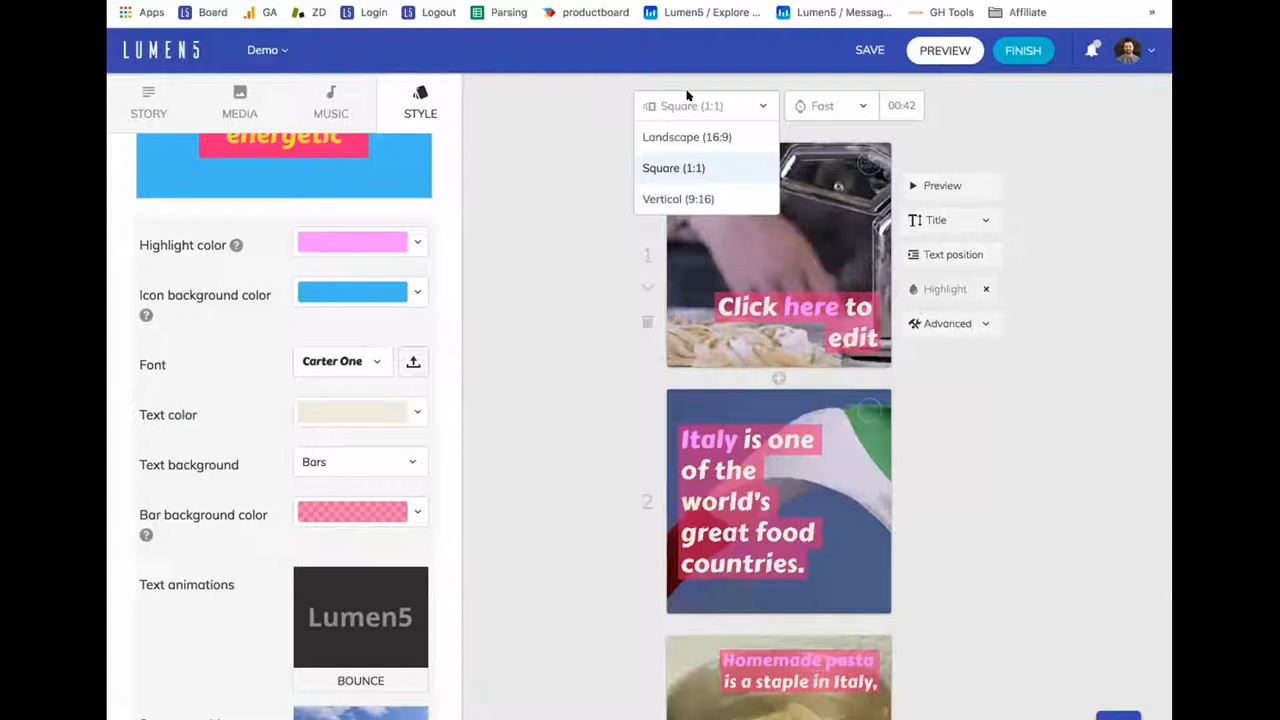 Apps
Board
GA
ZD
Login
Logout
Parsing
productboard
Lumen5 / Explore ...
Lumen5 / Messag...
GH Tools
Affiliate
»
LUMEN5
Demo
SAVE
PREVIEW
FINISH
STORY
MEDIA
MUSIC
STYLE
energetic
Highlight color ?
Icon background color
?
Font
Carter One
Text color
Text background
Bars
Bar background color
?
Text animations
Lumen5
BOUNCE
Square (1:1)
Fast
00:42
Landscape (16:9)
Square (1:1)
Vertical (9:16)
1
Click here to
edit
Preview
Title
Text position
Highlight
Advanced
2
Italy is one
of the
world's
great food
countries.
Homemade pasta
is a staple in Italy,